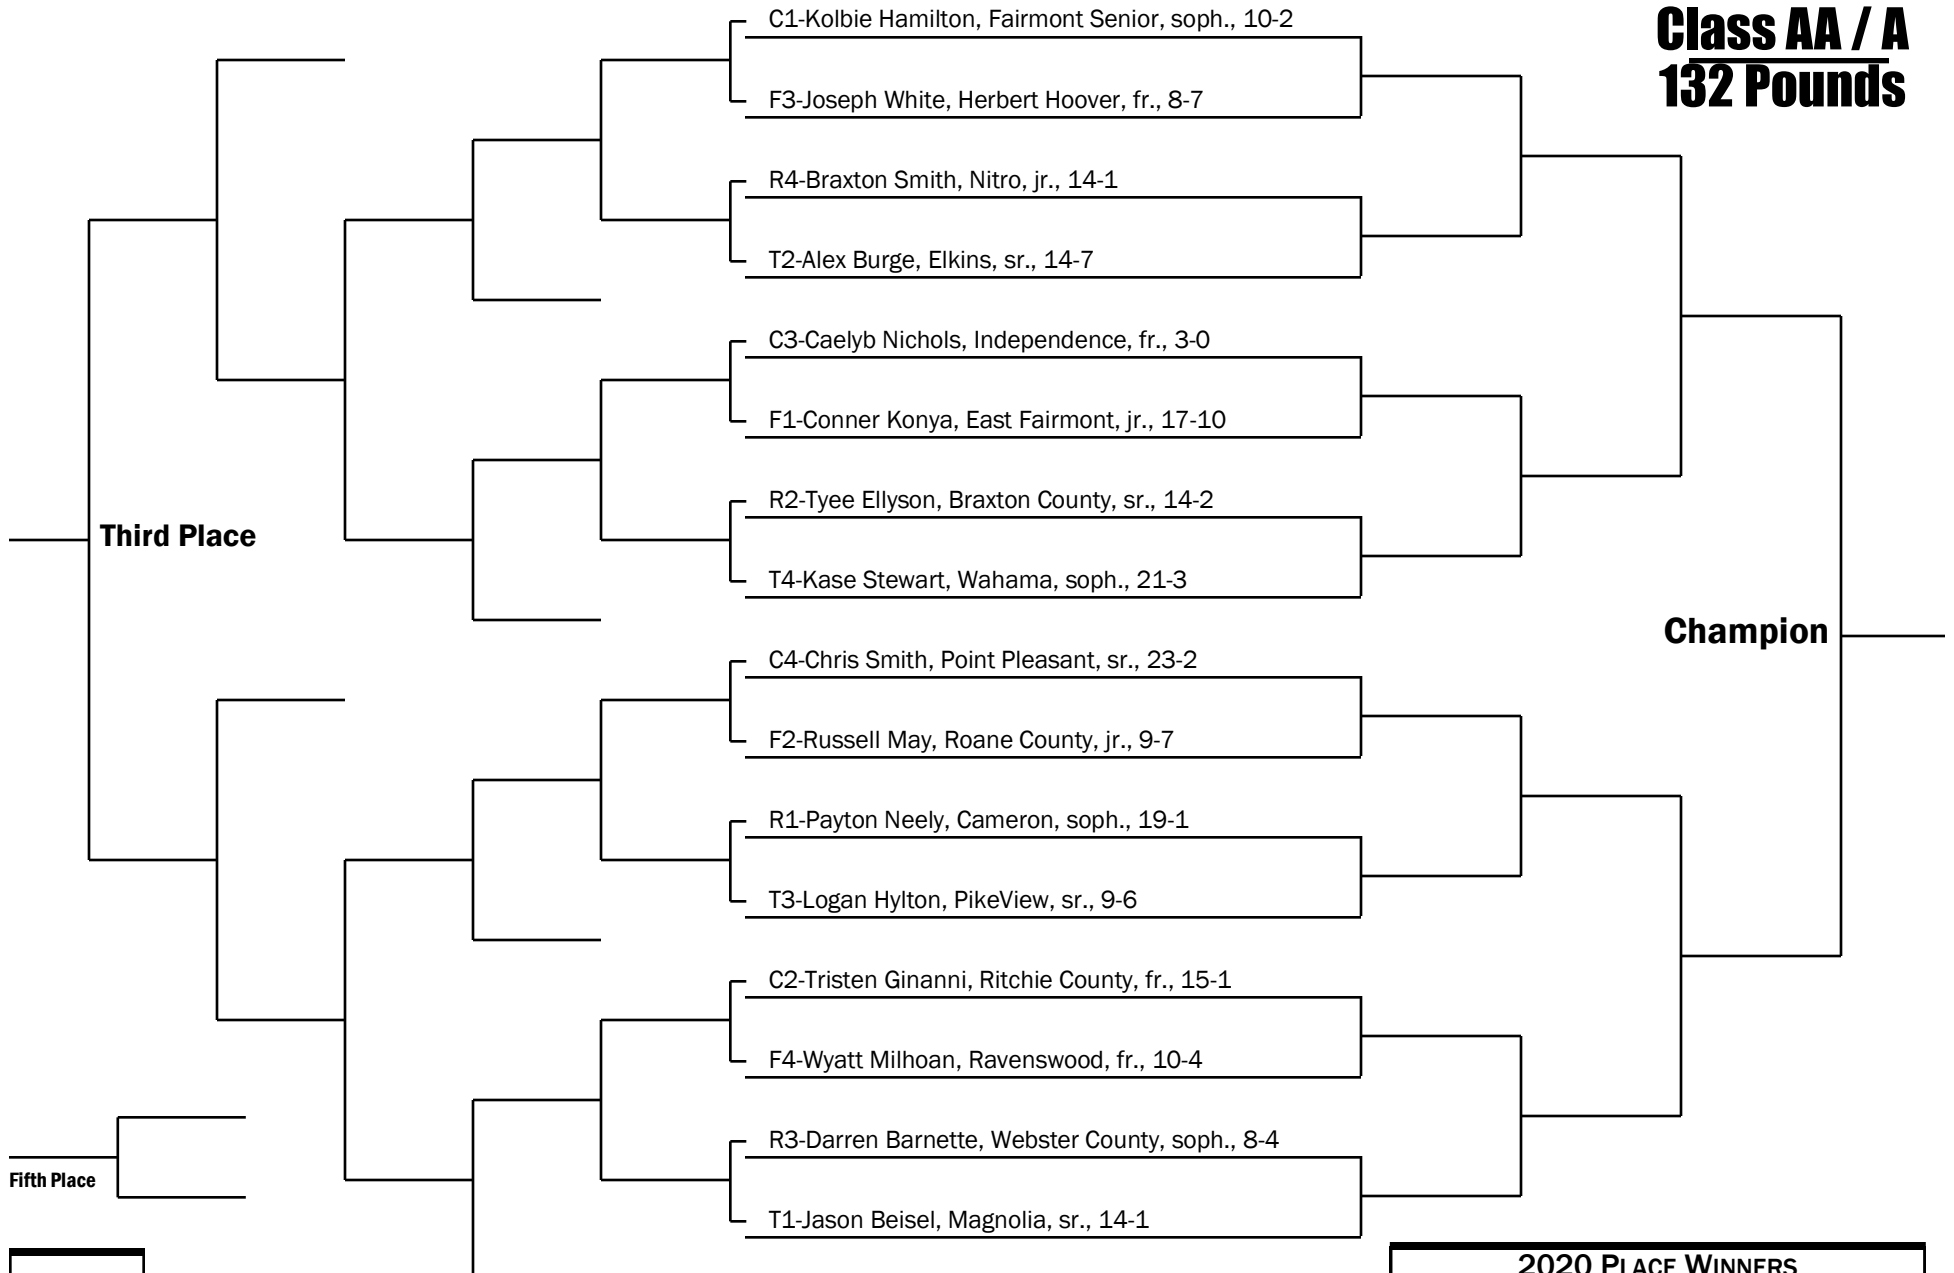 Class AA / A
132 Pounds
C1-Kolbie Hamilton, Fairmont Senior, soph., 10-2
F3-Joseph White, Herbert Hoover, fr., 8-7
R4-Braxton Smith, Nitro, jr., 14-1
T2-Alex Burge, Elkins, sr., 14-7
C3-Caelyb Nichols, Independence, fr., 3-0
F1-Conner Konya, East Fairmont, jr., 17-10
R2-Tyee Ellyson, Braxton County, sr., 14-2
Third Place
T4-Kase Stewart, Wahama, soph., 21-3
Champion
C4-Chris Smith, Point Pleasant, sr., 23-2
F2-Russell May, Roane County, jr., 9-7
R1-Payton Neely, Cameron, soph., 19-1
T3-Logan Hylton, PikeView, sr., 9-6
C2-Tristen Ginanni, Ritchie County, fr., 15-1
F4-Wyatt Milhoan, Ravenswood, fr., 10-4
R3-Darren Barnette, Webster County, soph., 8-4
Fifth Place
T1-Jason Beisel, Magnolia, sr., 14-1
2020 PLACE WINNERS